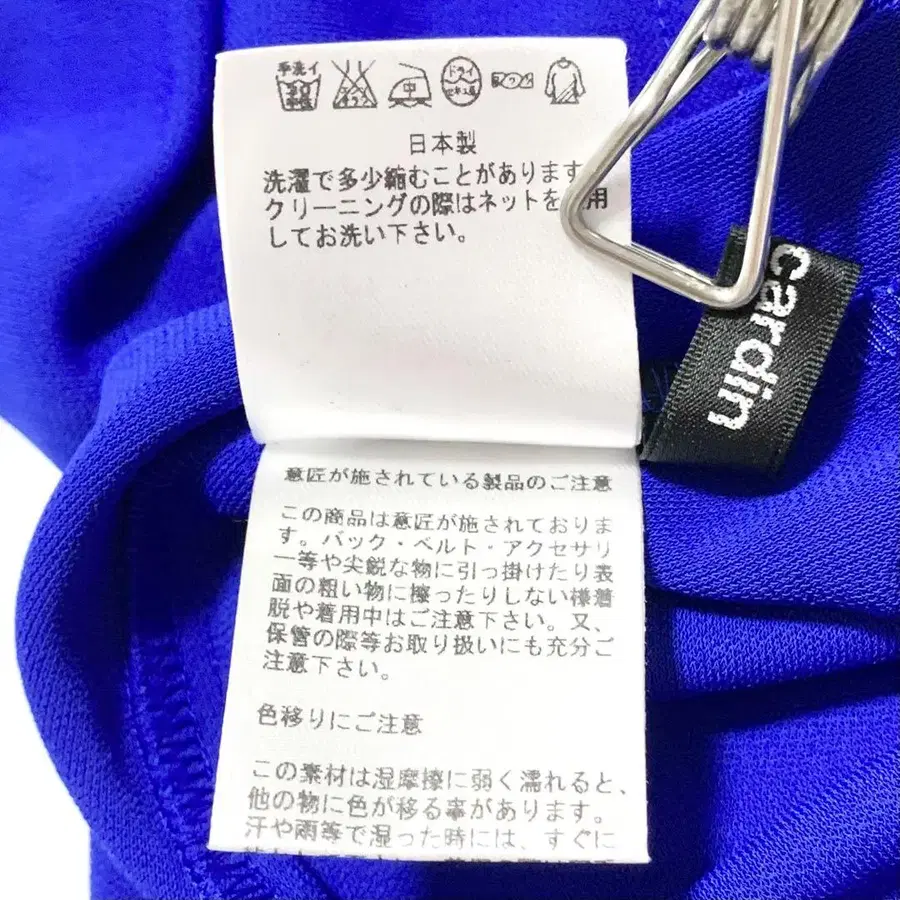 手洗イ
中
ドライ
セキユ系
日本製
洗濯で多少縮むことがあります
クリーニングの際はネットを 用
してお洗い下さい。
cardin
意匠が施されている製品のご注意
この商品は意匠が施されておりま
す。バック・ベルト・アクセサリ
ー等や尖鋭な物に引っ掛けたり表
面の粗い物に擦ったりしない様着
脱や着用中はご注意下さい。又、
保管の際等お取り扱いにも充分ご
注意下さい。
色移りにご注意
この素材は湿摩擦に弱く濡れると、
他の物に色が移る事があります。
汗や雨等で湿った時には、すぐに